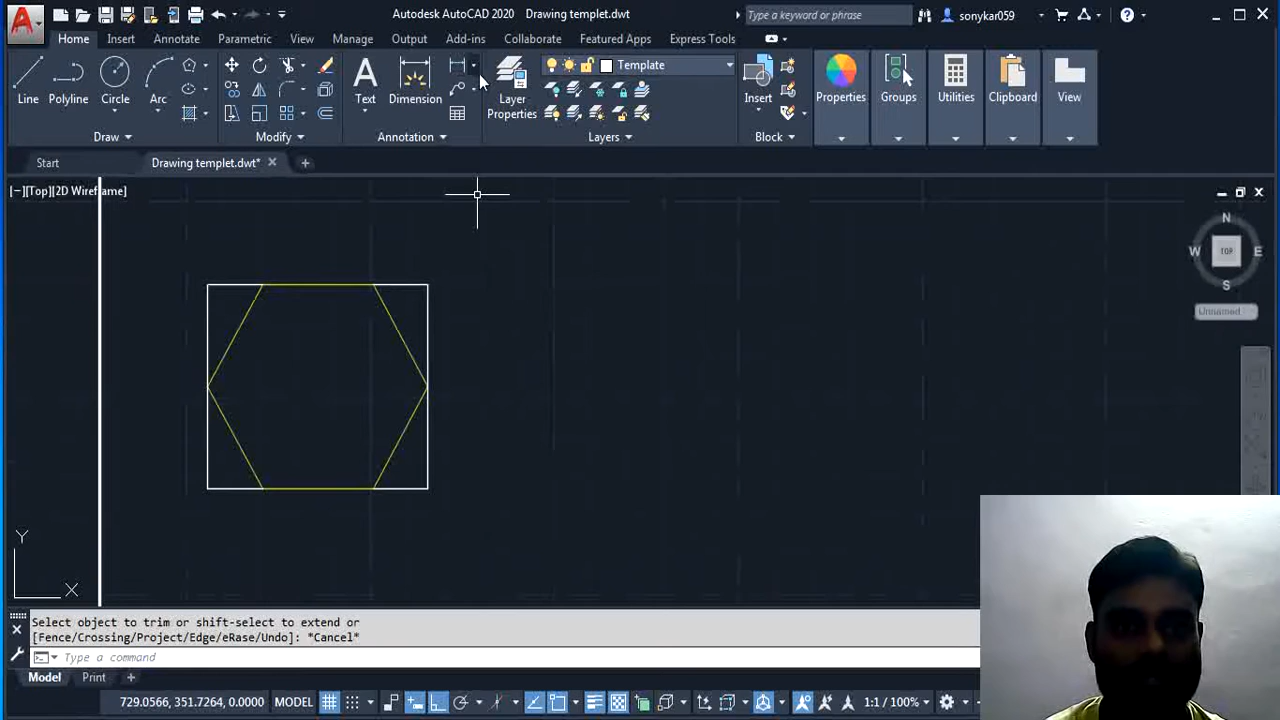 Autodesk AutoCAD 2020 Drawing templet.dwt
Type a keyword or phrase
sonykar059
Home Insert Annotate Parametric View Manage Output Add-ins Collaborate Featured Apps Express Tools
Template
Line Polyline Circle Arc
Text Dimension
Layer
Properties
Insert
Properties Groups Utilities Clipboard View
Draw Modify Annotation Layers Block
Start Drawing templet.dwt*
[−][Top][2D Wireframe]
N
W TOP E
S
Unnamed
Y
X
Select object to trim or shift-select to extend or
[Fence/Crossing/Project/Edge/eRase/Undo]: *Cancel*
Type a command
Model Print
729.0566, 351.7264, 0.0000 MODEL 1:1 / 100%